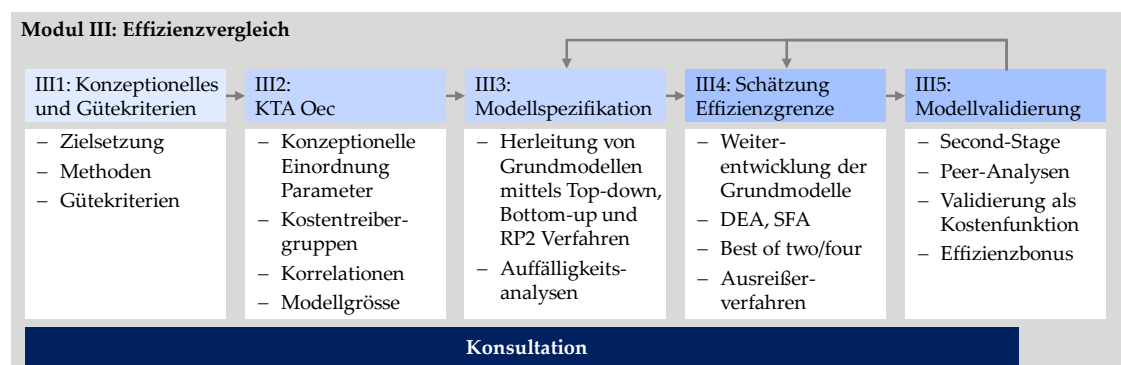 Modul III: Effizienzvergleich
III1: Konzeptionelles
und Gütekriterien
– Zielsetzung
– Methoden
– Gütekriterien
III2:
KTA Oec
– Konzeptionelle
Einordnung
Parameter
– Kostentreiber-
gruppen
– Korrelationen
– Modellgrösse
III3:
Modellspezifikation
– Herleitung von
Grundmodellen
mittels Top-down,
Bottom-up und
RP2 Verfahren
– Auffälligkeits-
analysen
III4: Schätzung
Effizienzgrenze
– Weiter-
entwicklung der
Grundmodelle
– DEA, SFA
– Best of two/four
– Ausreißer-
verfahren
III5:
Modellvalidierung
– Second-Stage
– Peer-Analysen
– Validierung als
Kostenfunktion
– Effizienzbonus
Konsultation